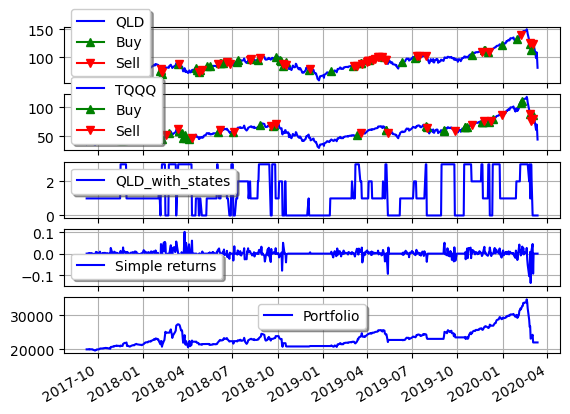 150
100
QLD
Buy
Sell
100
50
TQQQ
Buy
Sell
2
0
QLD_with_states
0.1
0.0
−0.1
Simple returns
30000
20000
Portfolio
2017-10
2018-01
2018-04
2018-07
2018-10
2019-01
2019-04
2019-07
2019-10
2020-01
2020-04